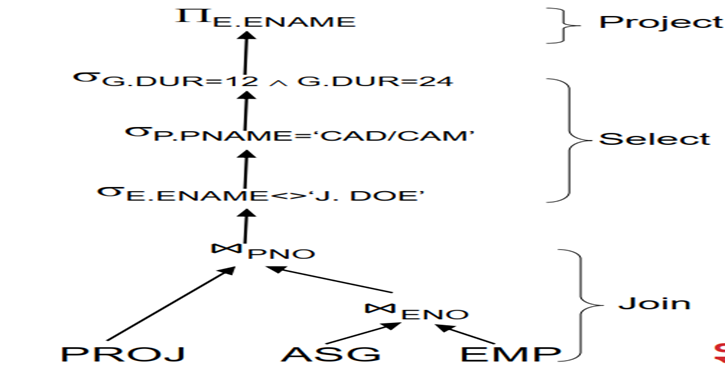 ΠE.ENAME Project
σG.DUR=12 ∧ G.DUR=24
σP.PNAME='CAD/CAM' Select
σE.ENAME<>'J. DOE'
⋈PNO
⋈ENO Join
PROJ ASG EMP